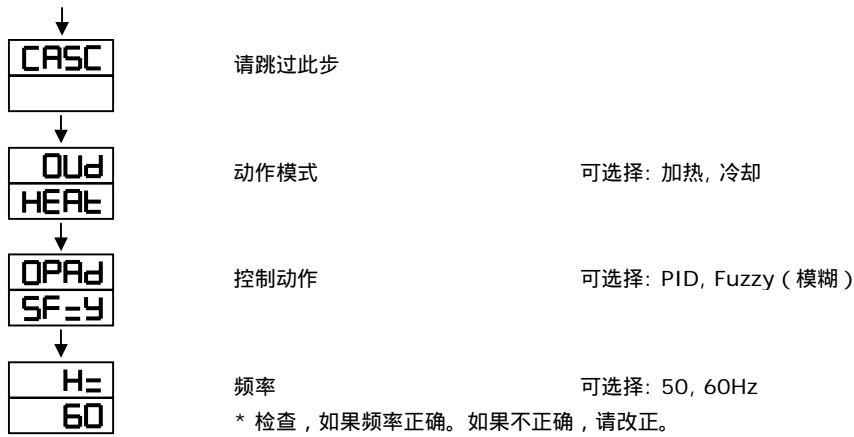 CASC
请跳过此步
OUd
动作模式 可选择: 加热, 冷却
HEAt
OPAd
控制动作 可选择: PID, Fuzzy ( 模糊 )
SF=y
H=
频率 可选择: 50, 60Hz
60
* 检查 , 如果频率正确。如果不正确 , 请改正。